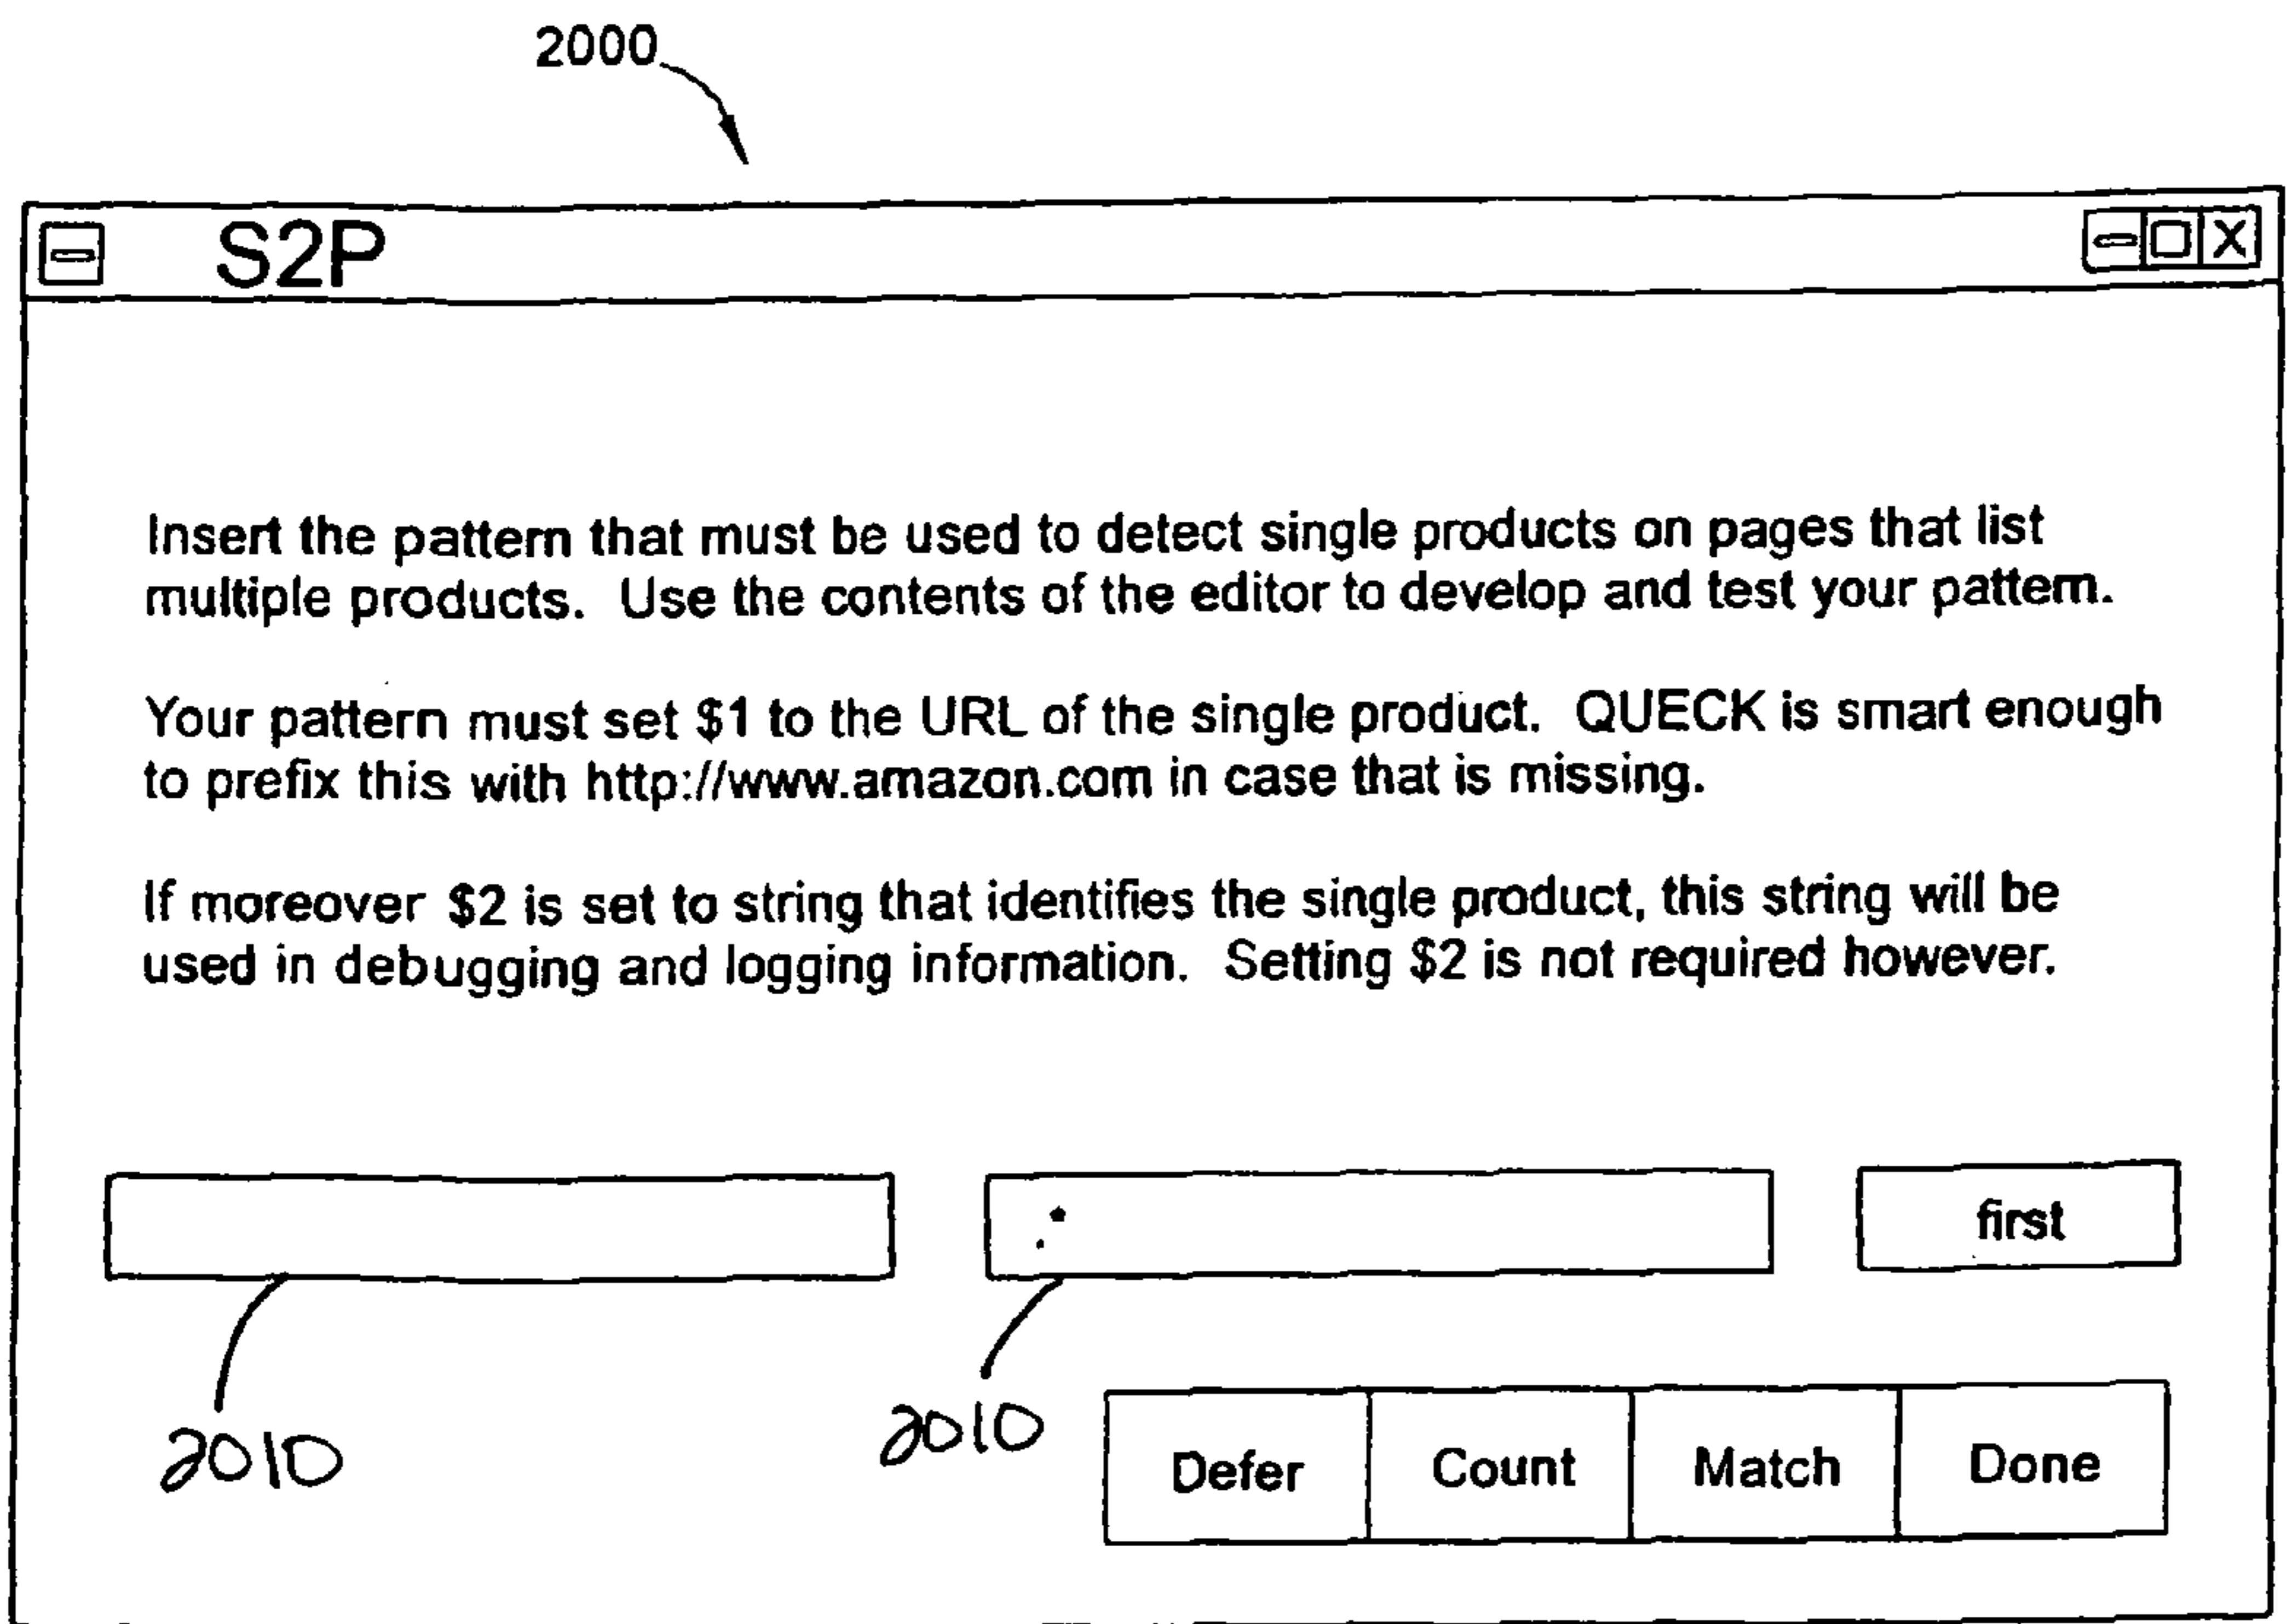 2000
S2P
Insert the pattern that must be used to detect single products on pages that list
multiple products. Use the contents of the editor to develop and test your pattern.
Your pattern must set $1 to the URL of the single product. QUECK is smart enough
to prefix this with http://www.amazon.com in case that is missing.
If moreover $2 is set to string that identifies the single product, this string will be
used in debugging and logging information. Setting $2 is not required however.
.* first
2010 2010
Defer Count Match Done